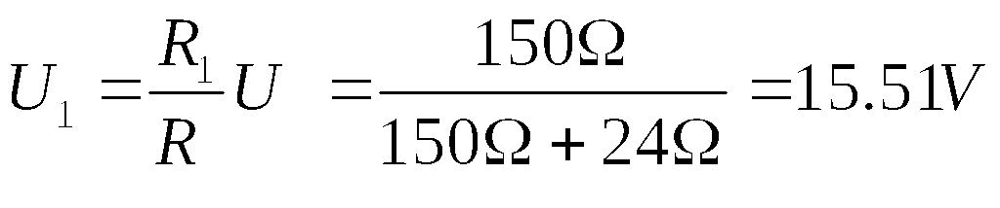 U₁ = R₁/R U = 150Ω/(150Ω + 24Ω) = 15.51V